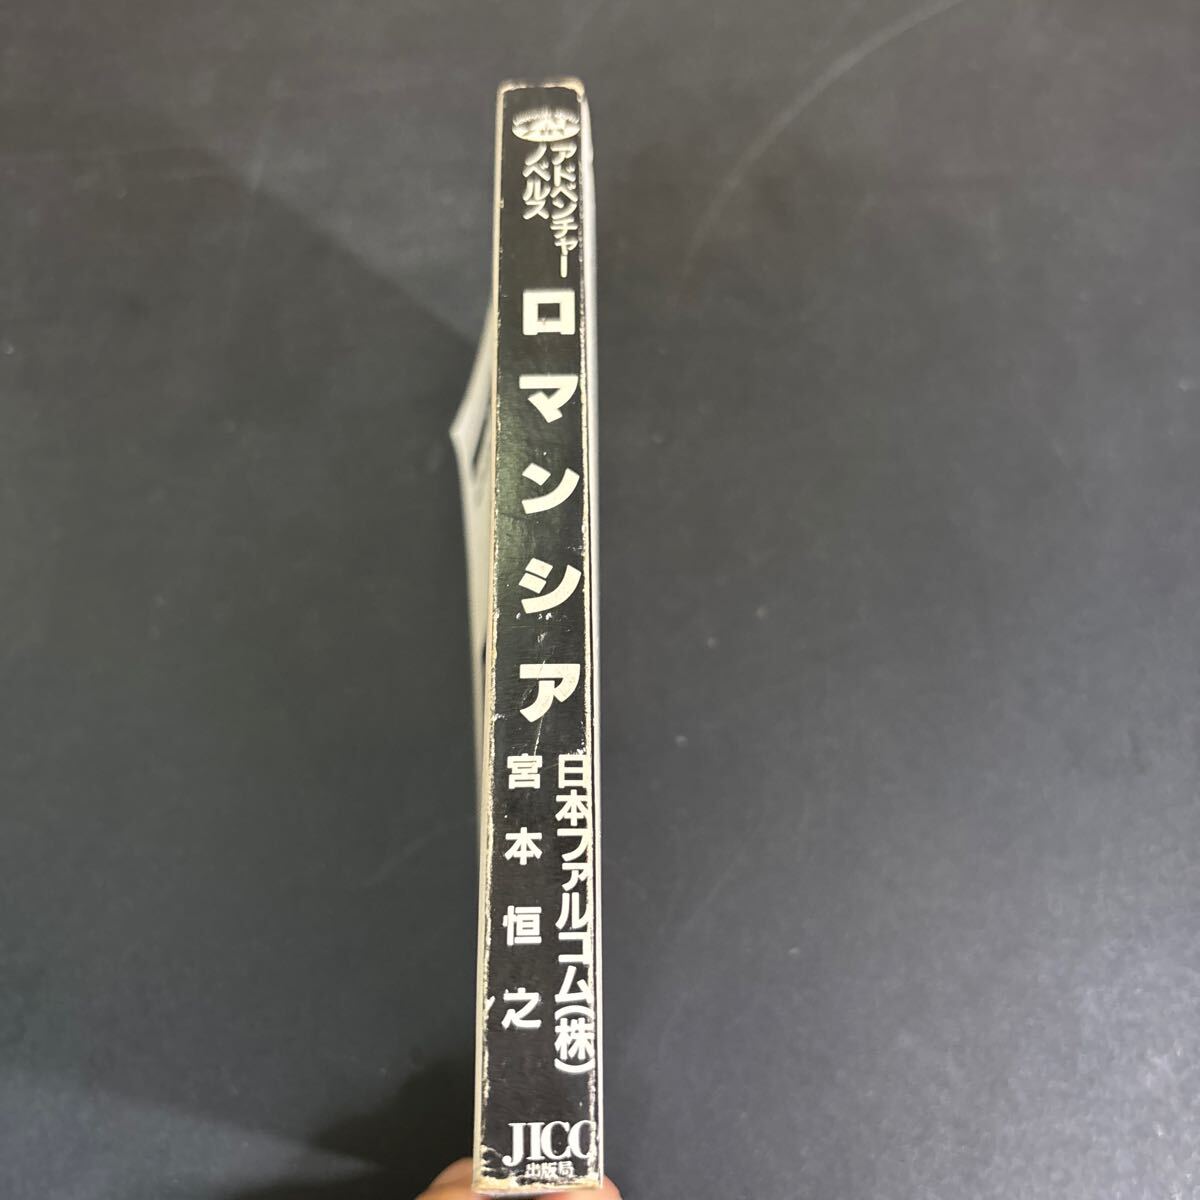 アドベンチャー
ノベルス
ロマンシア
日本ファルコム(株)
宮本恒之
JICC
出版局